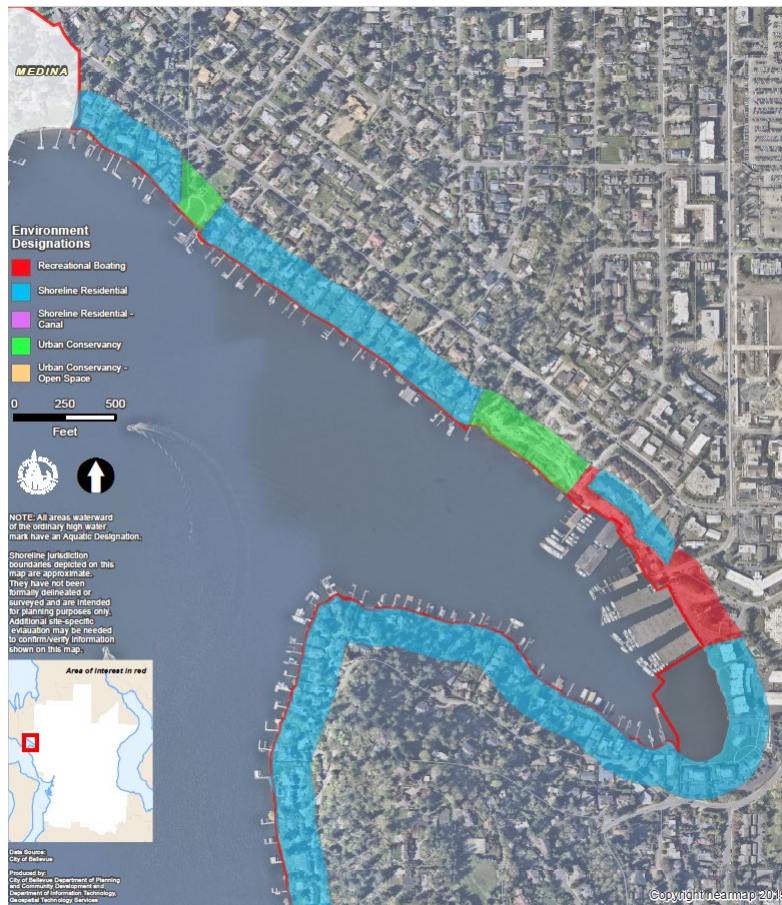 MEDINA
Environment
Designations
Recreational Boating
Shoreline Residential
Shoreline Residential -
Canal
Urban Conservancy
Urban Conservancy -
Open Space
0 250 500
Feet
NOTE: All areas waterward
of the ordinary high water
mark have an Aquatic Designation.
Shoreline jurisdiction
boundaries depicted on this
map are approximate.
They have not been
formally delineated or
surveyed and are intended
for planning purposes only.
Additional site-specific
evaluation may be needed
to confirm/verify information
shown on this map.
Area of Interest in red
Data Source:
City of Bellevue
Produced by:
City of Bellevue Department of Planning
and Community Development and
Department of Information Technology,
Geospatial Technology Services
Copyright nearmap 201